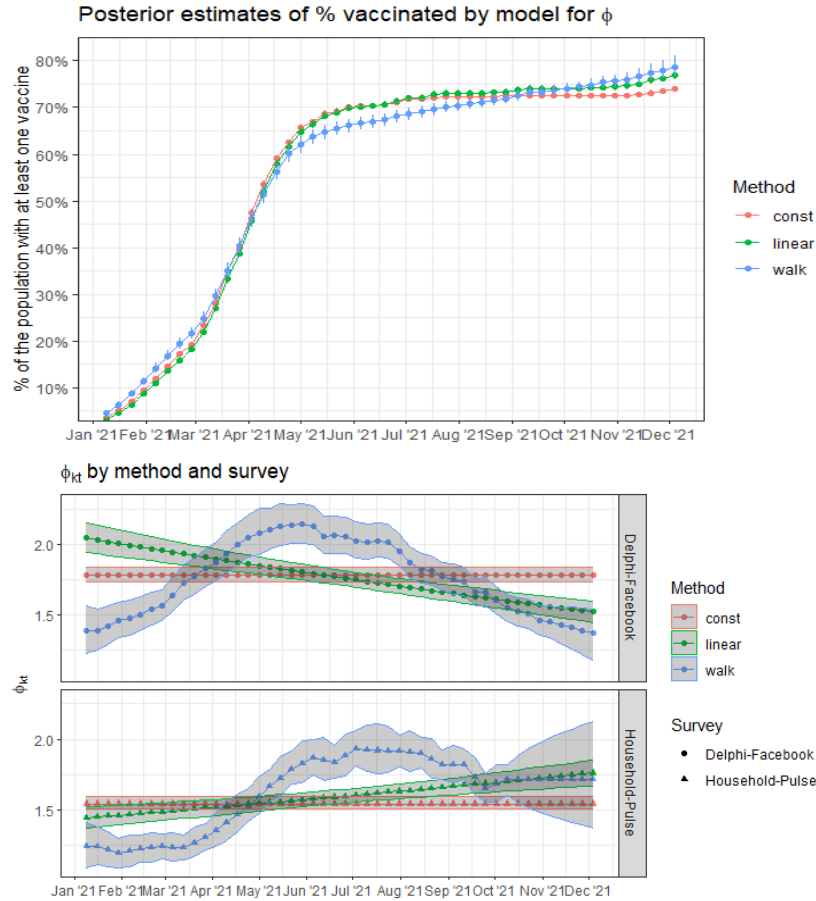 Posterior estimates of % vaccinated by model for ϕ
% of the population with at least one vaccine
80%
70%
60%
50%
40%
30%
20%
10%
Jan '21 Feb '21 Mar '21 Apr '21 May '21 Jun '21 Jul '21 Aug '21 Sep '21 Oct '21 Nov '21 Dec '21
Method
const
linear
walk
ϕkt by method and survey
ϕkt
2.0
1.5
Delphi-Facebook
2.0
1.5
Household-Pulse
Jan '21 Feb '21 Mar '21 Apr '21 May '21 Jun '21 Jul '21 Aug '21 Sep '21 Oct '21 Nov '21 Dec '21
Method
const
linear
walk
Survey
Delphi-Facebook
Household-Pulse